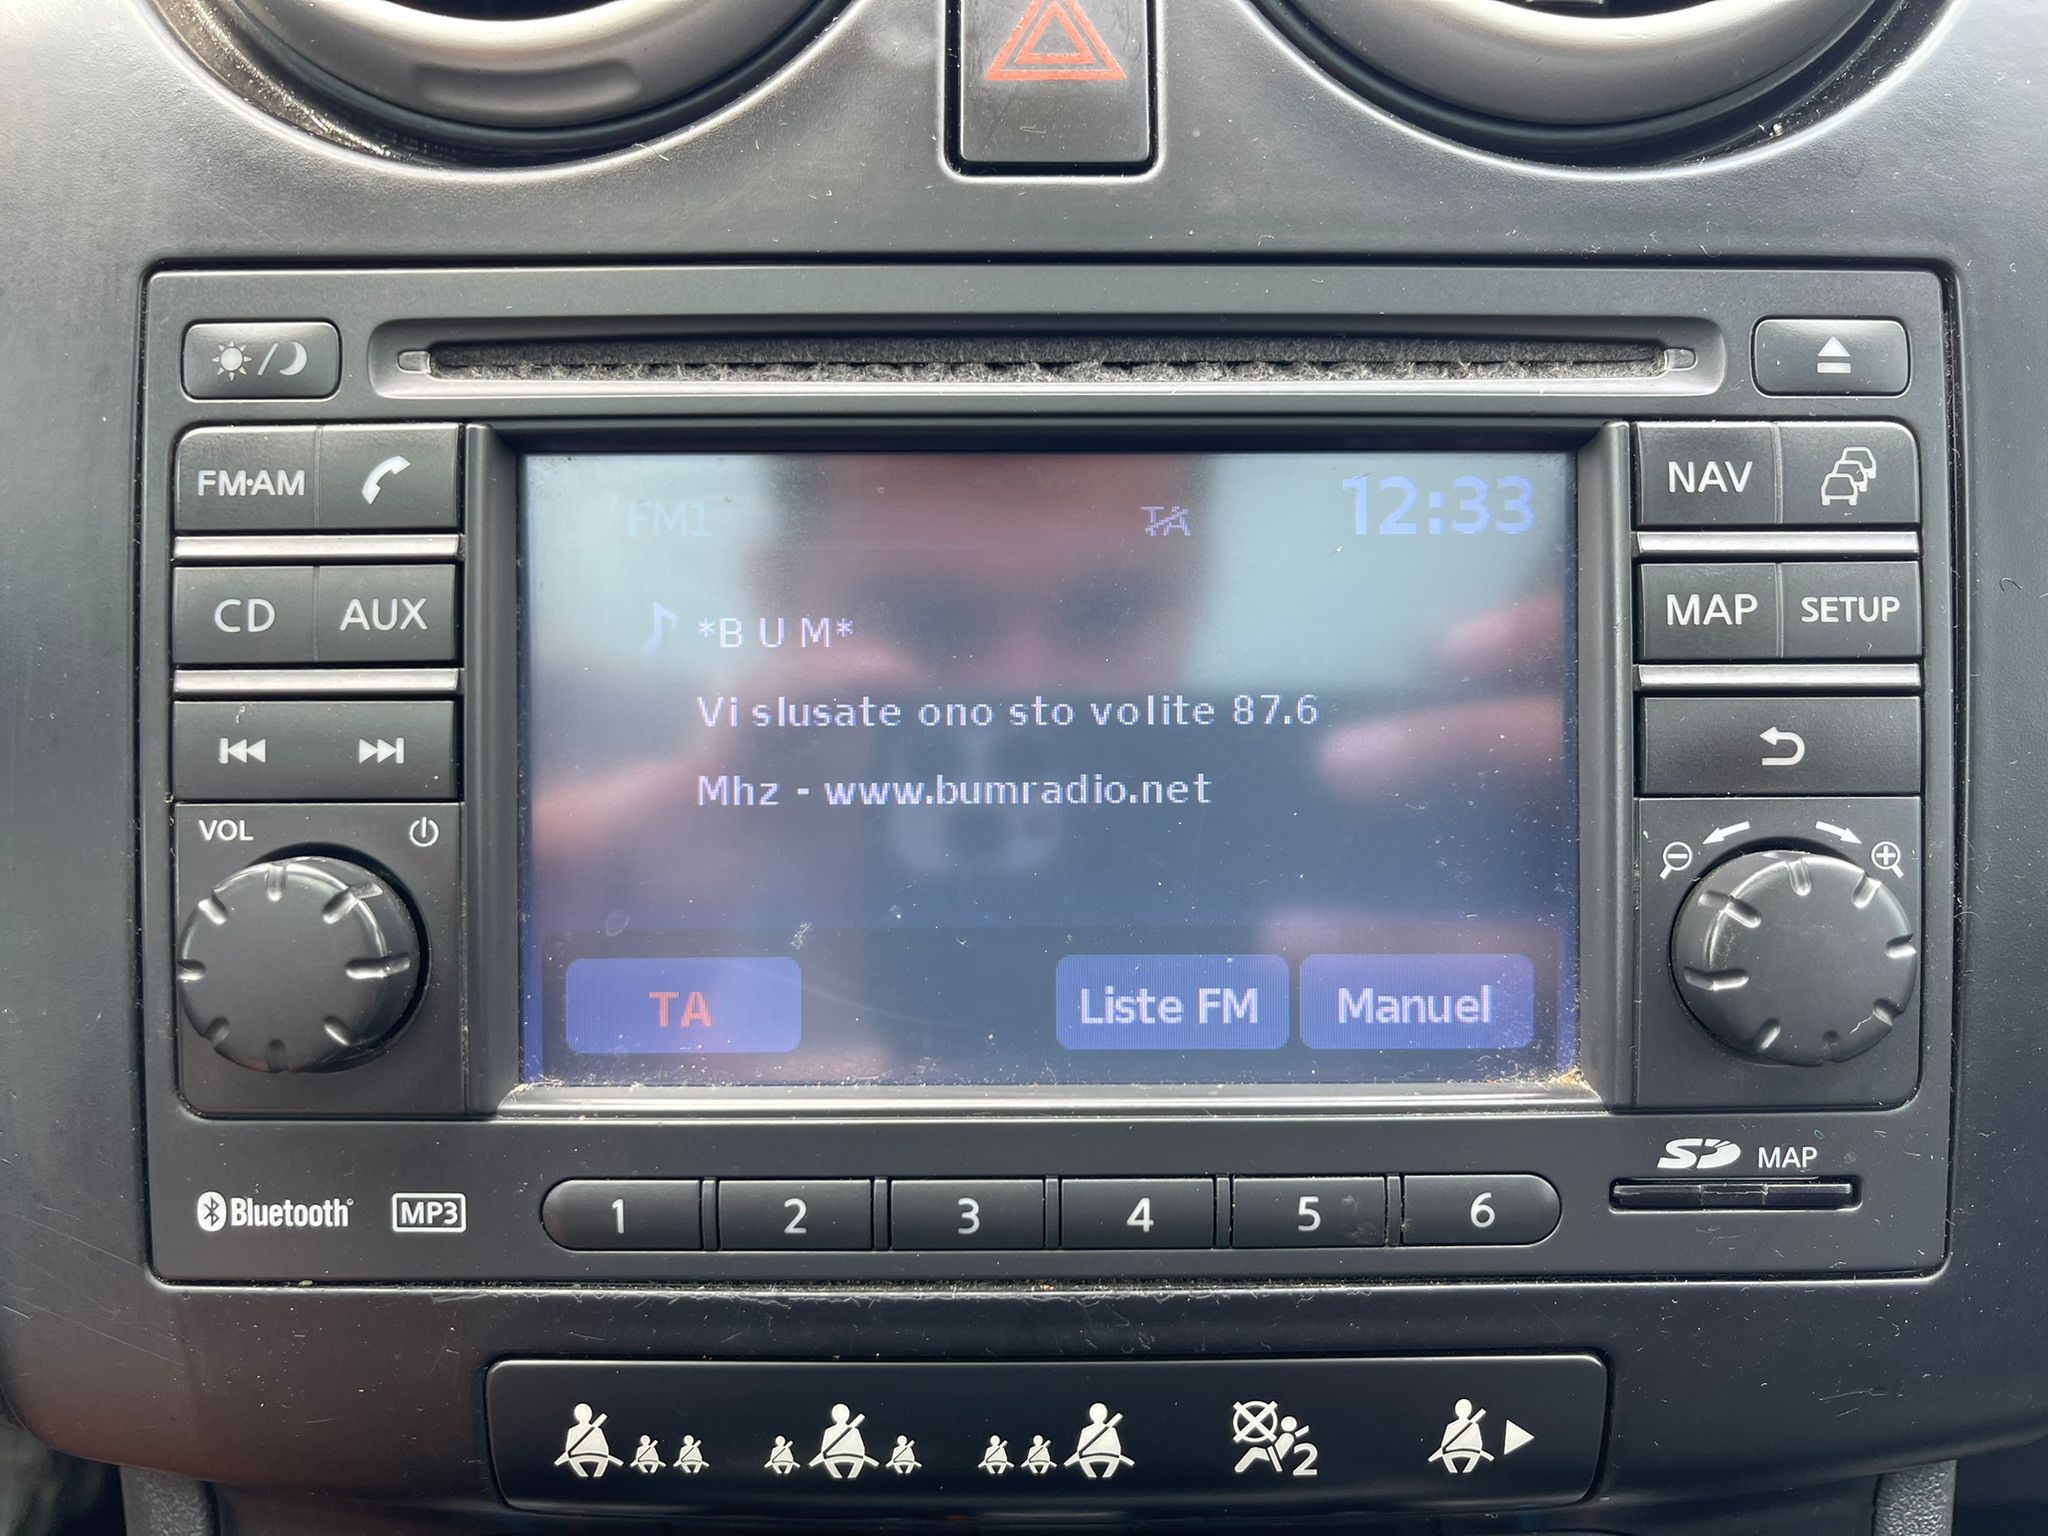 FM·AM
CD AUX
VOL
FM1 TA 12:33
*B U M*
Vi slusate ono sto volite 87.6
Mhz - www.bumradio.net
TA Liste FM Manuel
NAV
MAP SETUP
Bluetooth MP3
1 2 3 4 5 6
SD MAP
2